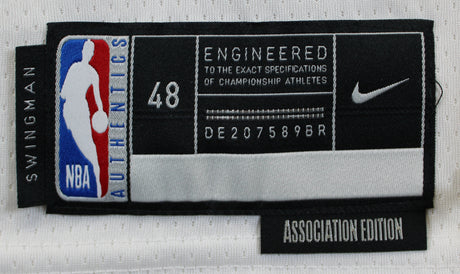 SWINGMAN
NBA
AUTHENTICS
48
ENGINEERED
TO THE EXACT SPECIFICATIONS
OF CHAMPIONSHIP ATHLETES
DE207589BR
ASSOCIATION EDITION